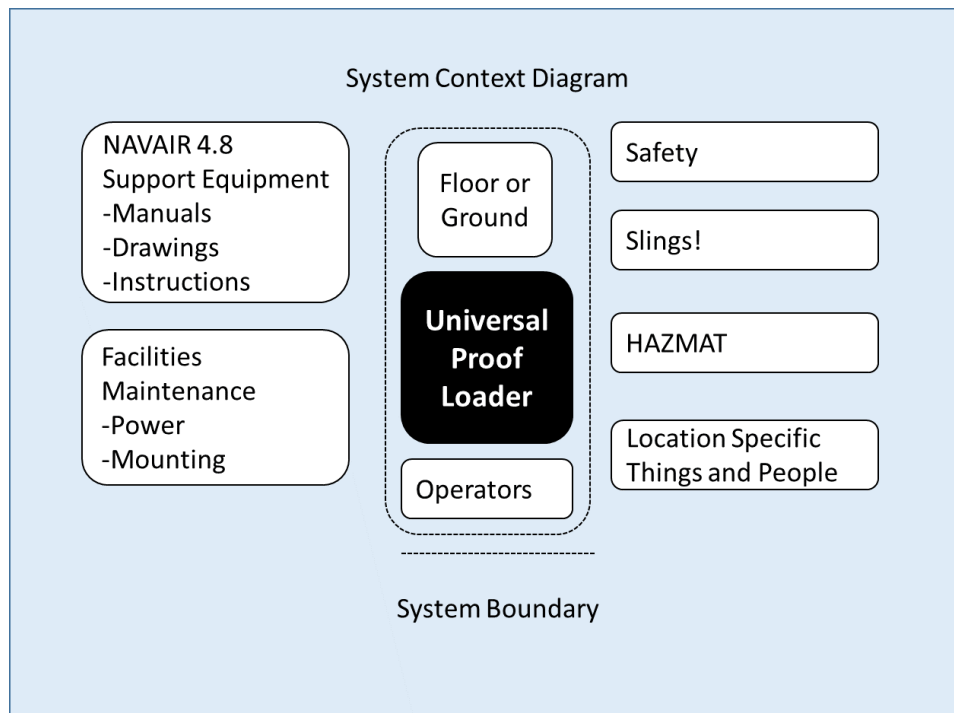 System Context Diagram
NAVAIR 4.8
Support Equipment
-Manuals
-Drawings
-Instructions
Facilities
Maintenance
-Power
-Mounting
Floor or
Ground
Universal
Proof
Loader
Operators
Safety
Slings!
HAZMAT
Location Specific
Things and People
System Boundary